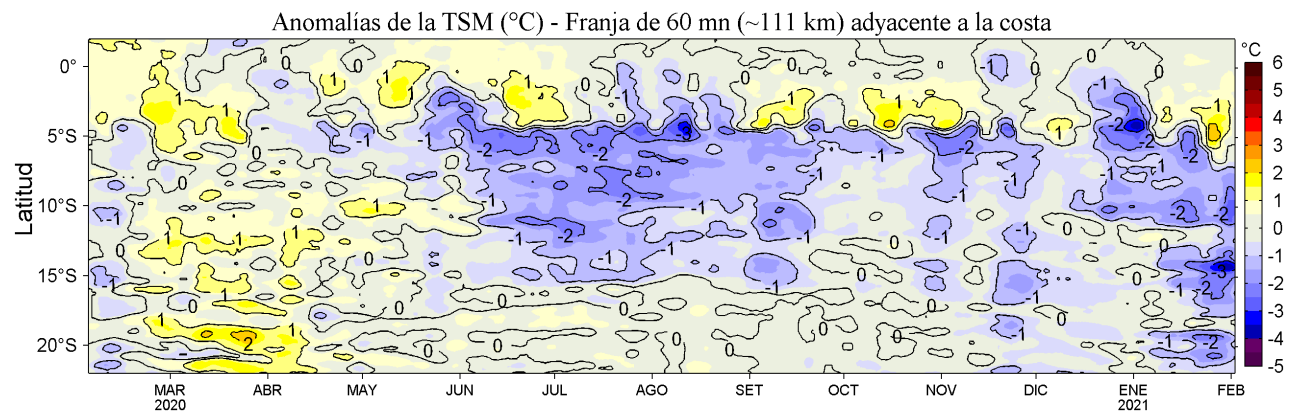 Anomalías de la TSM (°C) - Franja de 60 mn (~111 km) adyacente a la costa
°C
6
5
4
3
2
1
0
-1
-2
-3
-4
-5
Latitud
0°
5°S
10°S
15°S
20°S
MAR ABR MAY JUN JUL AGO SET OCT NOV DIC ENE FEB
2020 2021